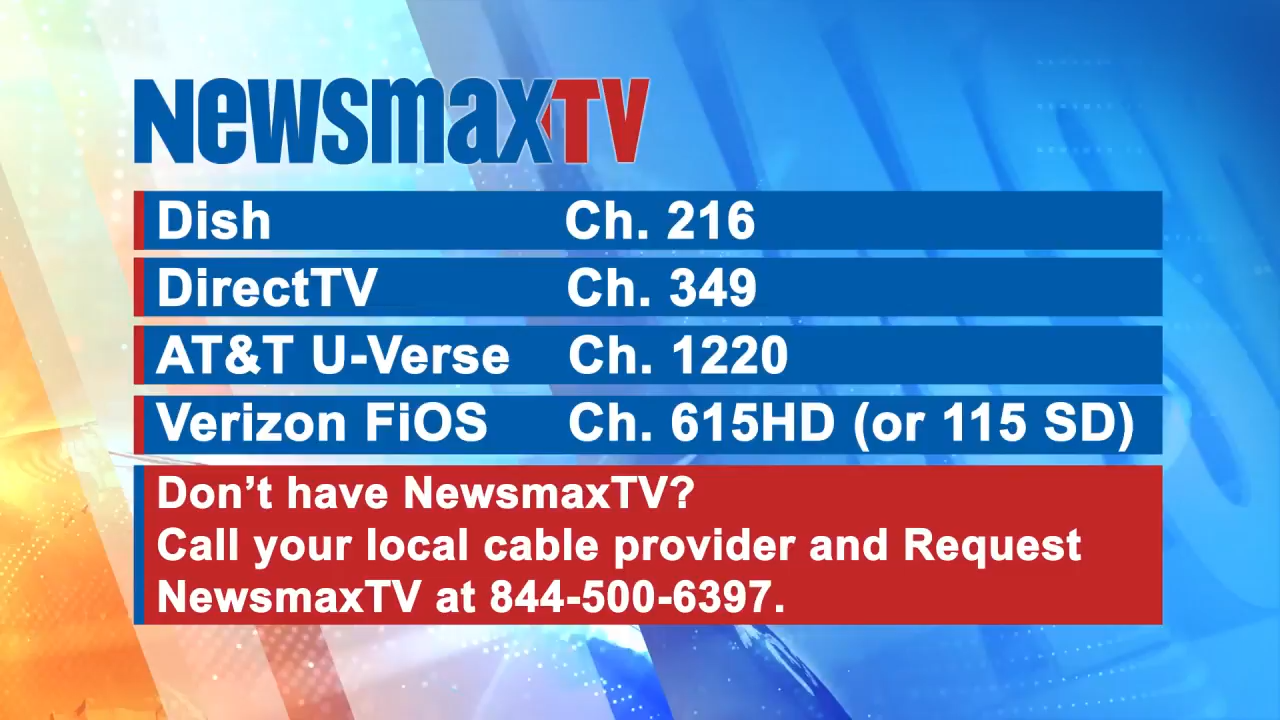 NewsmaxTV
Dish Ch. 216
DirectTV Ch. 349
AT&T U-Verse Ch. 1220
Verizon FiOS Ch. 615HD (or 115 SD)
Don't have NewsmaxTV?
Call your local cable provider and Request
NewsmaxTV at 844-500-6397.